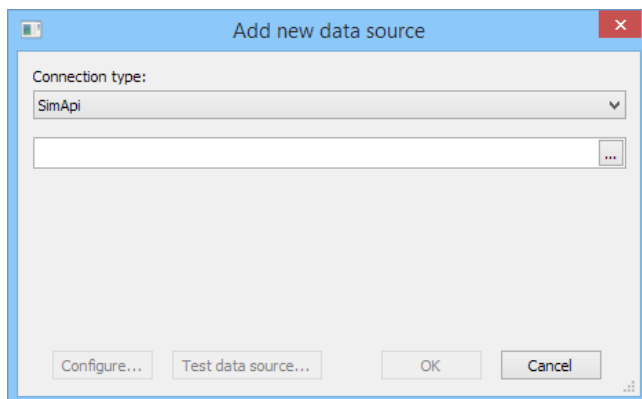 Add new data source
Connection type:
SimApi
...
Configure... Test data source... OK Cancel